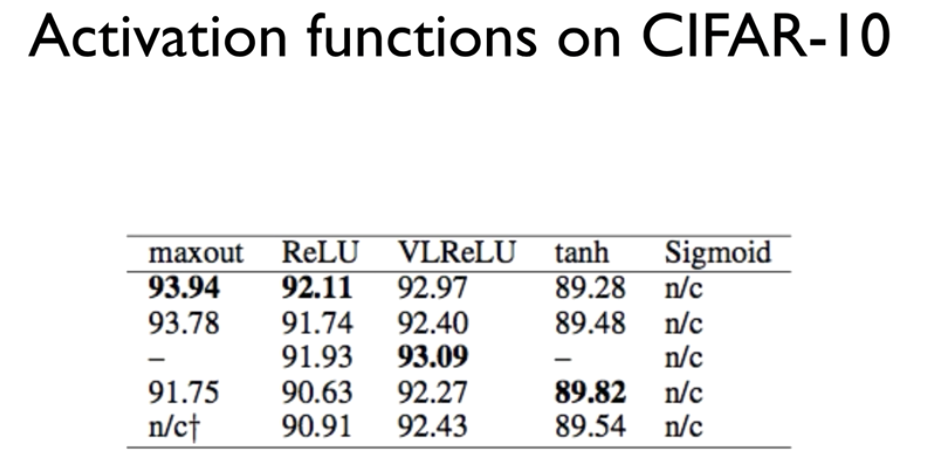 Activation functions on CIFAR-10
maxout ReLU VLReLU tanh Sigmoid
93.94 92.11 92.97 89.28 n/c
93.78 91.74 92.40 89.48 n/c
– 91.93 93.09 – n/c
91.75 90.63 92.27 89.82 n/c
n/c† 90.91 92.43 89.54 n/c